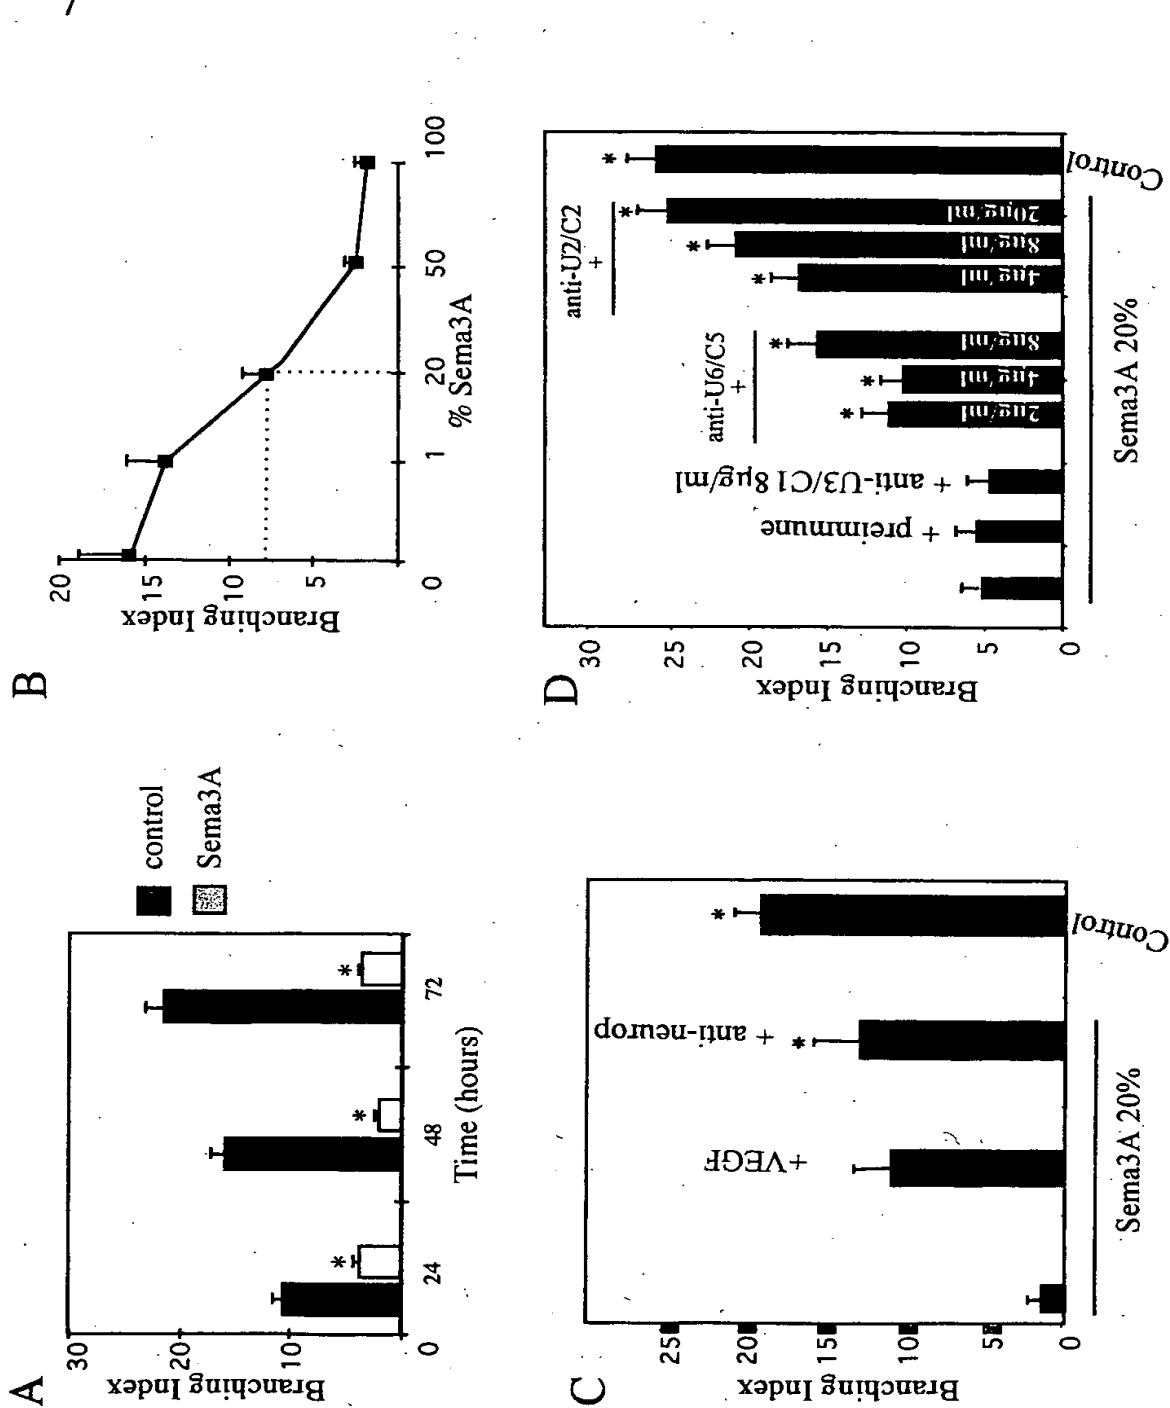 A
30
20
10
0
Branching Index
24
48
72
Time (hours)
control
Sema3A
*
*
*
B
20
15
10
5
Branching Index
0
1
20
50
100
% Sema3A
C
25
20
15
10
5
0
Branching Index
+VEGF
+ anti-neurop
*
*
Control
Sema3A 20%
D
30
25
20
15
10
5
0
Branching Index
+ preimmune
+ anti-U3/C1 8µg/ml
anti-U6/C5
+
*
*
*
2µg/ml
4µg/ml
8µg/ml
anti-U2/C2
+
*
*
*
4µg/ml
8µg/ml
20µg/ml
*
Control
Sema3A 20%